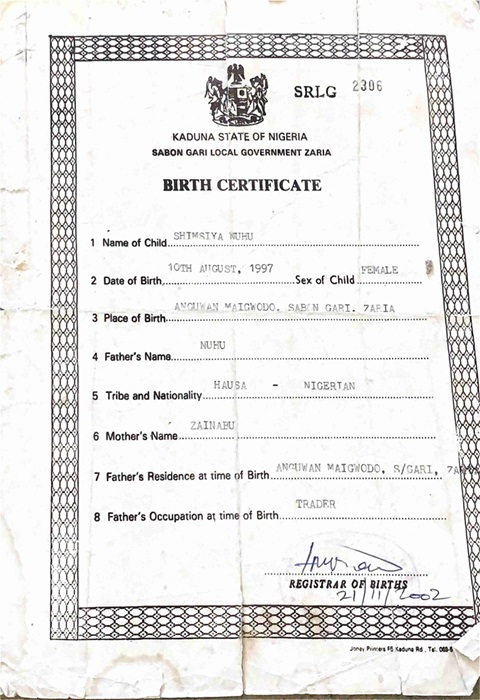 SRLG 2306
KADUNA STATE OF NIGERIA
SABON GARI LOCAL GOVERNMENT ZARIA
BIRTH CERTIFICATE
1 Name of Child SHIMSIYA NUHU
2 Date of Birth, 10TH AUGUST, 1997 Sex of Child FEMALE
3 Place of Birth ANGUWAN MAIGWODO, SABON GARI. ZARIA
4 Father's Name NUHU
5 Tribe and Nationality HAUSA - NIGERIAN
6 Mother's Name ZAINABU
7 Father's Residence at time of Birth ANGUWAN MAIGWODO, S/GARI,
8 Father's Occupation at time of Birth TRADER
REGISTRAR OF BIRTHS
21/11/2002
Kaduna Rd., Tel.